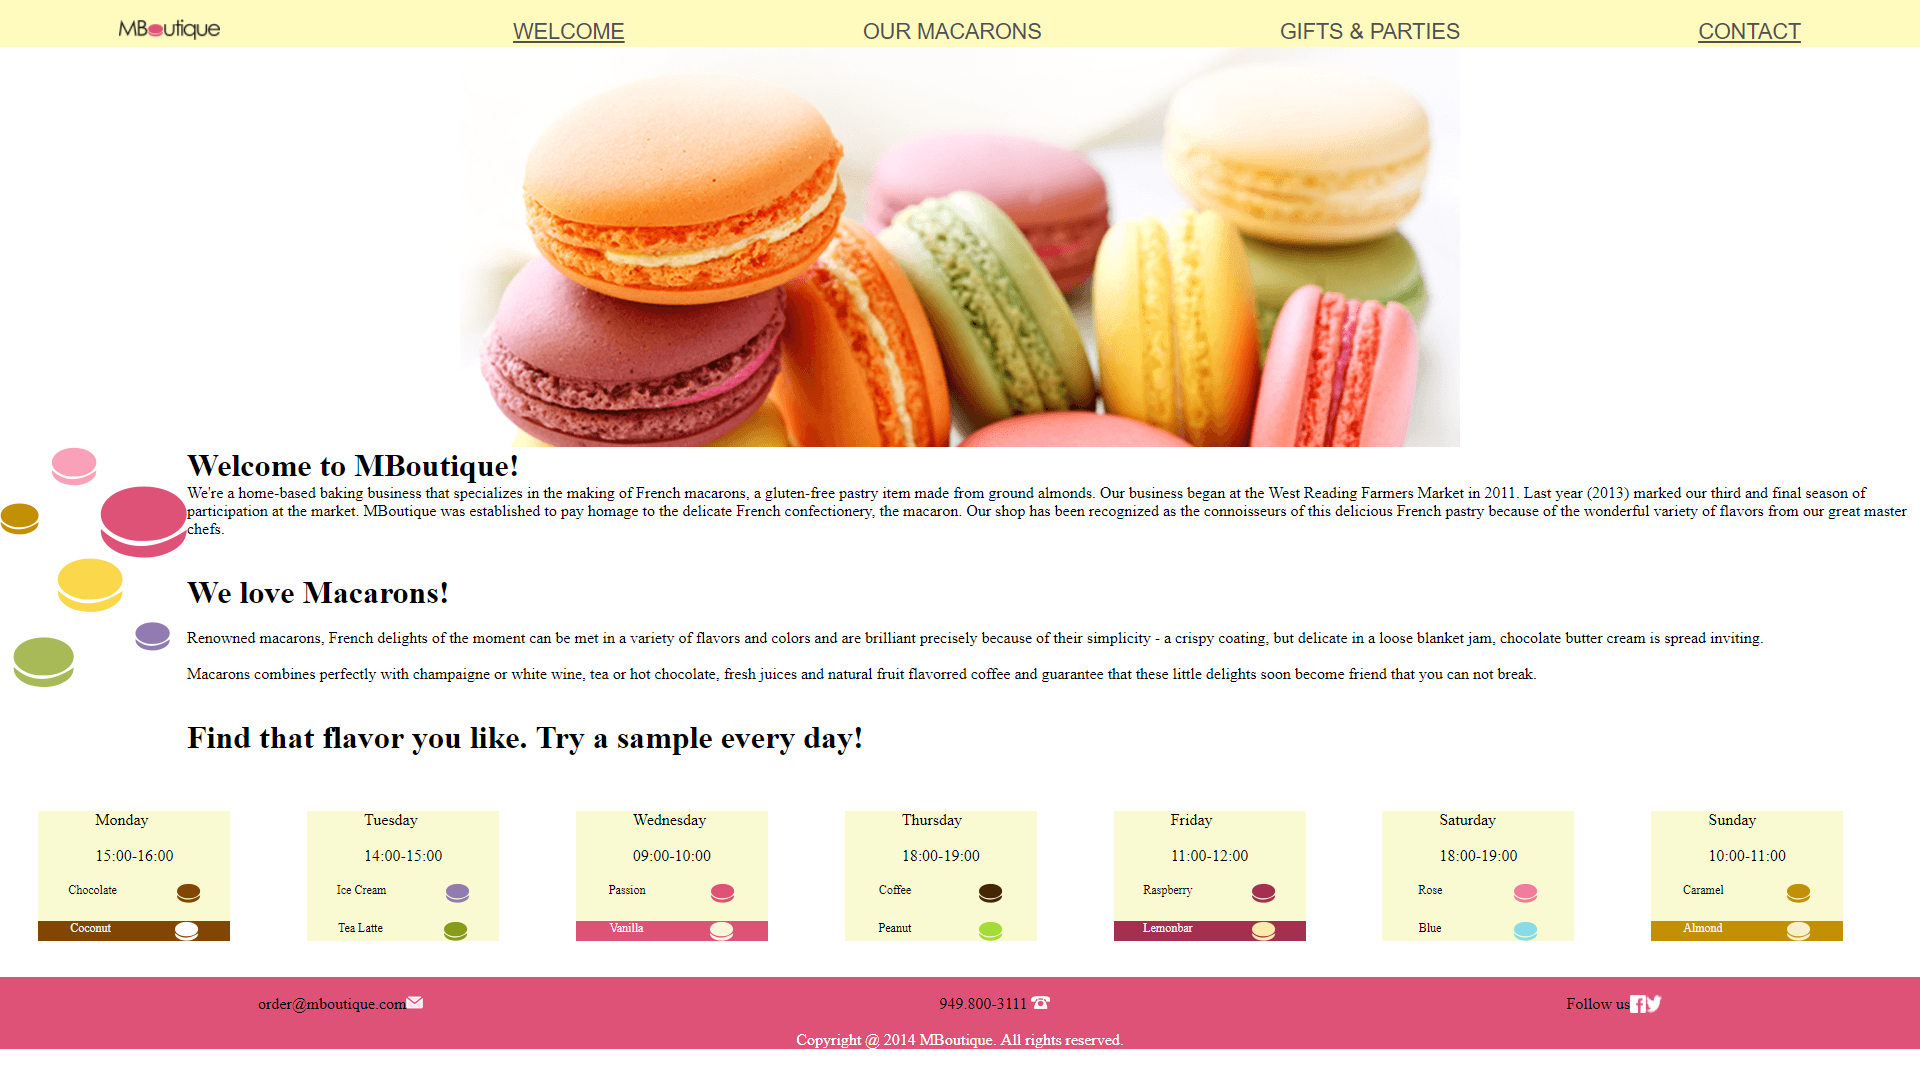 MBoutique WELCOME OUR MACARONS GIFTS & PARTIES CONTACT
Welcome to MBoutique!
We're a home-based baking business that specializes in the making of French macarons, a gluten-free pastry item made from ground almonds. Our business began at the West Reading Farmers Market in 2011. Last year (2013) marked our third and final season of
participation at the market. MBoutique was established to pay homage to the delicate French confectionery, the macaron. Our shop has been recognized as the connoisseurs of this delicious French pastry because of the wonderful variety of flavors from our great master
chefs.
We love Macarons!
Renowned macarons, French delights of the moment can be met in a variety of flavors and colors and are brilliant precisely because of their simplicity - a crispy coating, but delicate in a loose blanket jam, chocolate butter cream is spread inviting.
Macarons combines perfectly with champaigne or white wine, tea or hot chocolate, fresh juices and natural fruit flavorred coffee and guarantee that these little delights soon become friend that you can not break.
Find that flavor you like. Try a sample every day!
Monday
15:00-16:00
Chocolate
Coconut
Tuesday
14:00-15:00
Ice Cream
Tea Latte
Wednesday
09:00-10:00
Passion
Vanilla
Thursday
18:00-19:00
Coffee
Peanut
Friday
11:00-12:00
Raspberry
Lemonbar
Saturday
18:00-19:00
Rose
Blue
Sunday
10:00-11:00
Caramel
Almond
order@mboutique.com 949.800-3111 Follow us
Copyright @ 2014 MBoutique. All rights reserved.